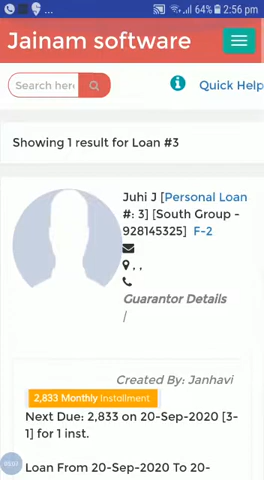 64% 2:56 pm
Jainam software
Search here
Quick Help
Showing 1 result for Loan #3
Juhi J [Personal Loan
#: 3] [South Group -
928145325] F-2
, ,
Guarantor Details
|
Created By: Janhavi
2,833 Monthly Installment
Next Due: 2,833 on 20-Sep-2020 [3-
1] for 1 inst.
Loan From 20-Sep-2020 To 20-